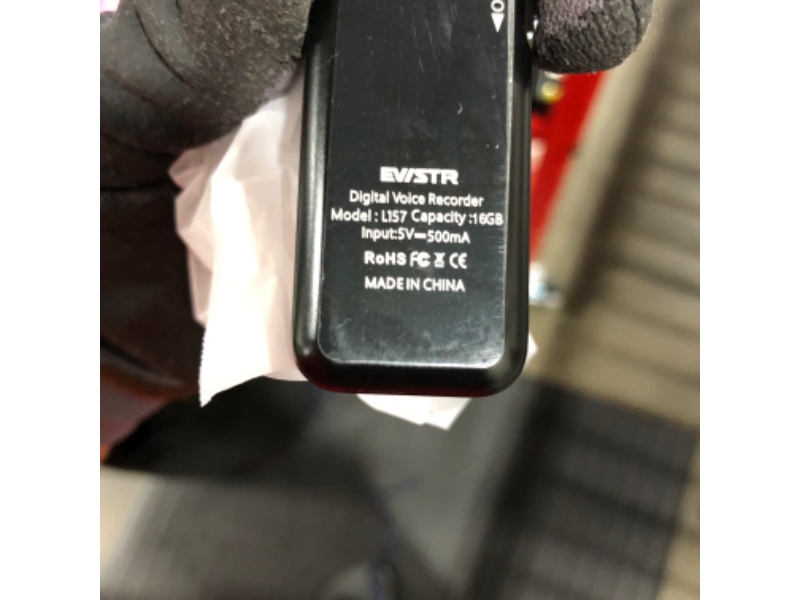 EVISTR
Digital Voice Recorder
Model : L157 Capacity :16GB
Input:5V⎓500mA
RoHS FC CE
MADE IN CHINA